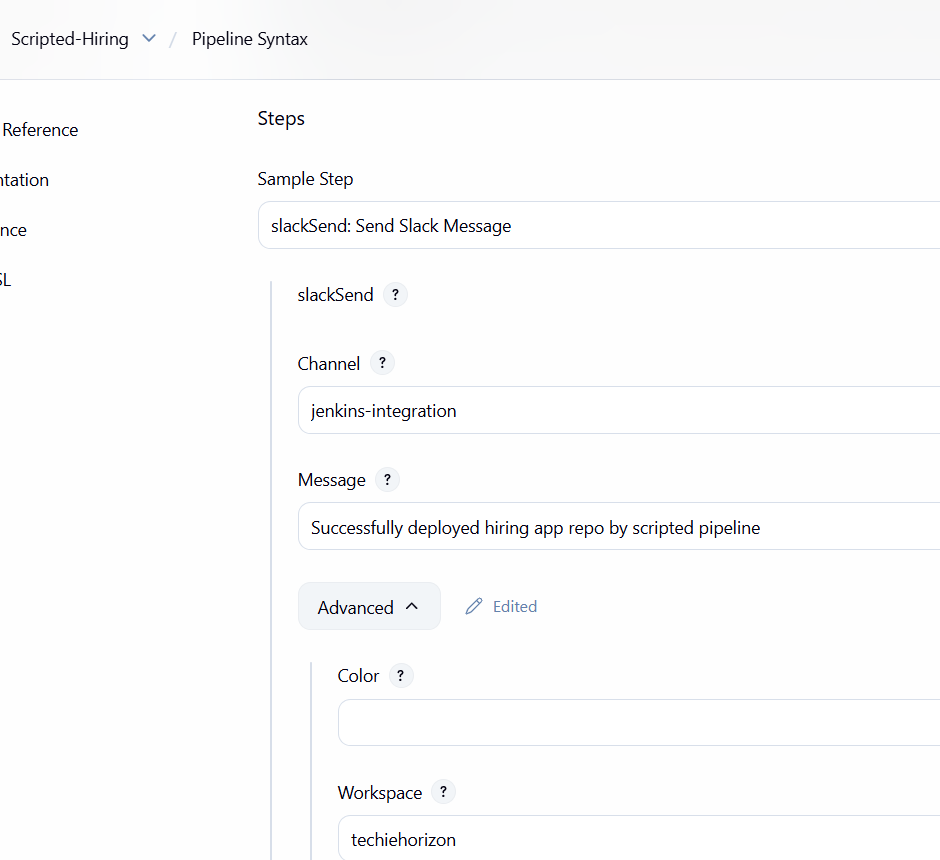 Scripted-Hiring / Pipeline Syntax
Reference
ntation
nce
SL
Steps
Sample Step
slackSend: Send Slack Message
slackSend ?
Channel ?
jenkins-integration
Message ?
Successfully deployed hiring app repo by scripted pipeline
Advanced Edited
Color ?
Workspace ?
techiehorizon